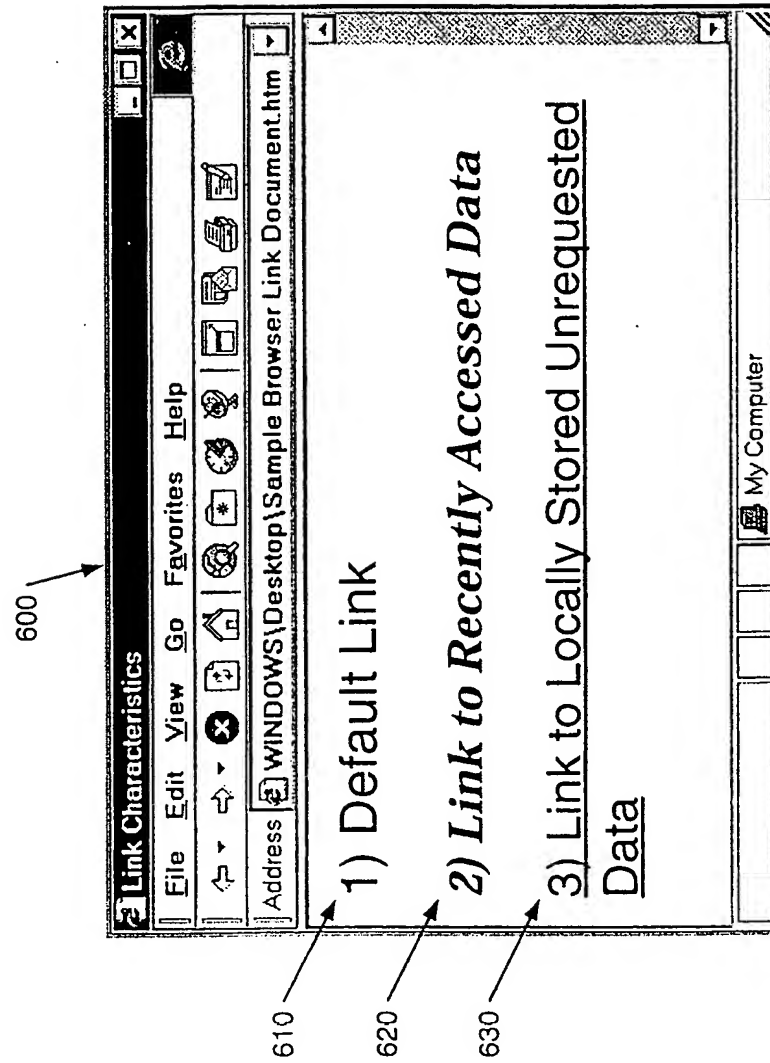 600
Link Characteristics
File Edit View Go Favorites Help
Address WINDOWS\Desktop\Sample Browser Link Document.htm
610
1) Default Link
620
2) Link to Recently Accessed Data
630
3) Link to Locally Stored Unrequested
Data
My Computer